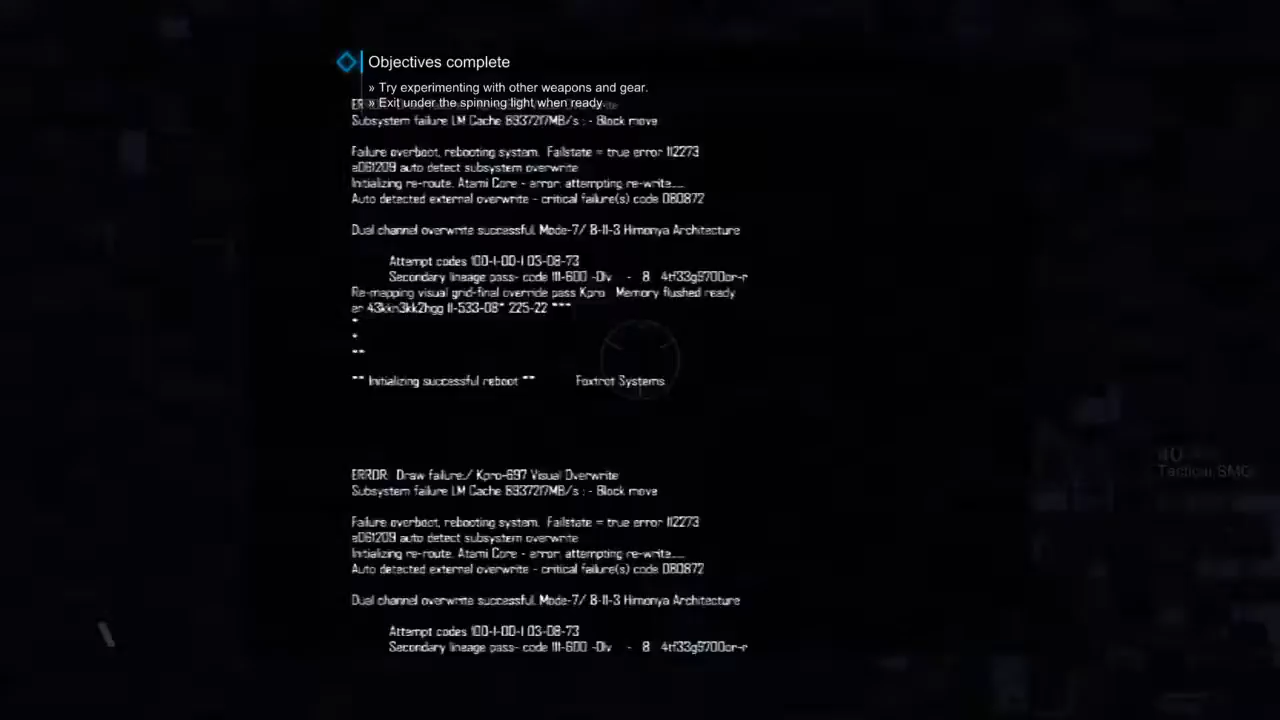 Objectives complete
» Try experimenting with other weapons and gear.
» Exit under the spinning light when ready.
Subsystem failure LM Cache 8937217MB/s : - Block move
Failure overboot, rebooting system. Failstate = true error 112273
a061209 auto detect subsystem overwrite
Initializing re-route. Atami Core - error: attempting re-write....
Auto detected external overwrite - critical failure(s) code 080872
Dual channel overwrite successful. Mode-7/ 8-11-3 Himonya Architecture
Attempt codes 100-1-00-1 03-08-73
Secondary lineage pass- code 111-600 -Div - 8 4tf33g9700or-r
Re-mapping visual grid-final override pass Kpro Memory flushed ready
er 43kkn3kk2hgg 11-533-08* 225-22 ***
*
*
**
** Initializing successful reboot ** Foxtrot Systems
ERROR: Draw failure:/ Kpro-697 Visual Overwrite
Subsystem failure LM Cache 8937217MB/s : - Block move
Failure overboot, rebooting system. Failstate = true error 112273
a061209 auto detect subsystem overwrite
Initializing re-route. Atami Core - error: attempting re-write....
Auto detected external overwrite - critical failure(s) code 080872
Dual channel overwrite successful. Mode-7/ 8-11-3 Himonya Architecture
Attempt codes 100-1-00-1 03-08-73
Secondary lineage pass- code 111-600 -Div - 8 4tf33g9700or-r
40
Tactical SMG